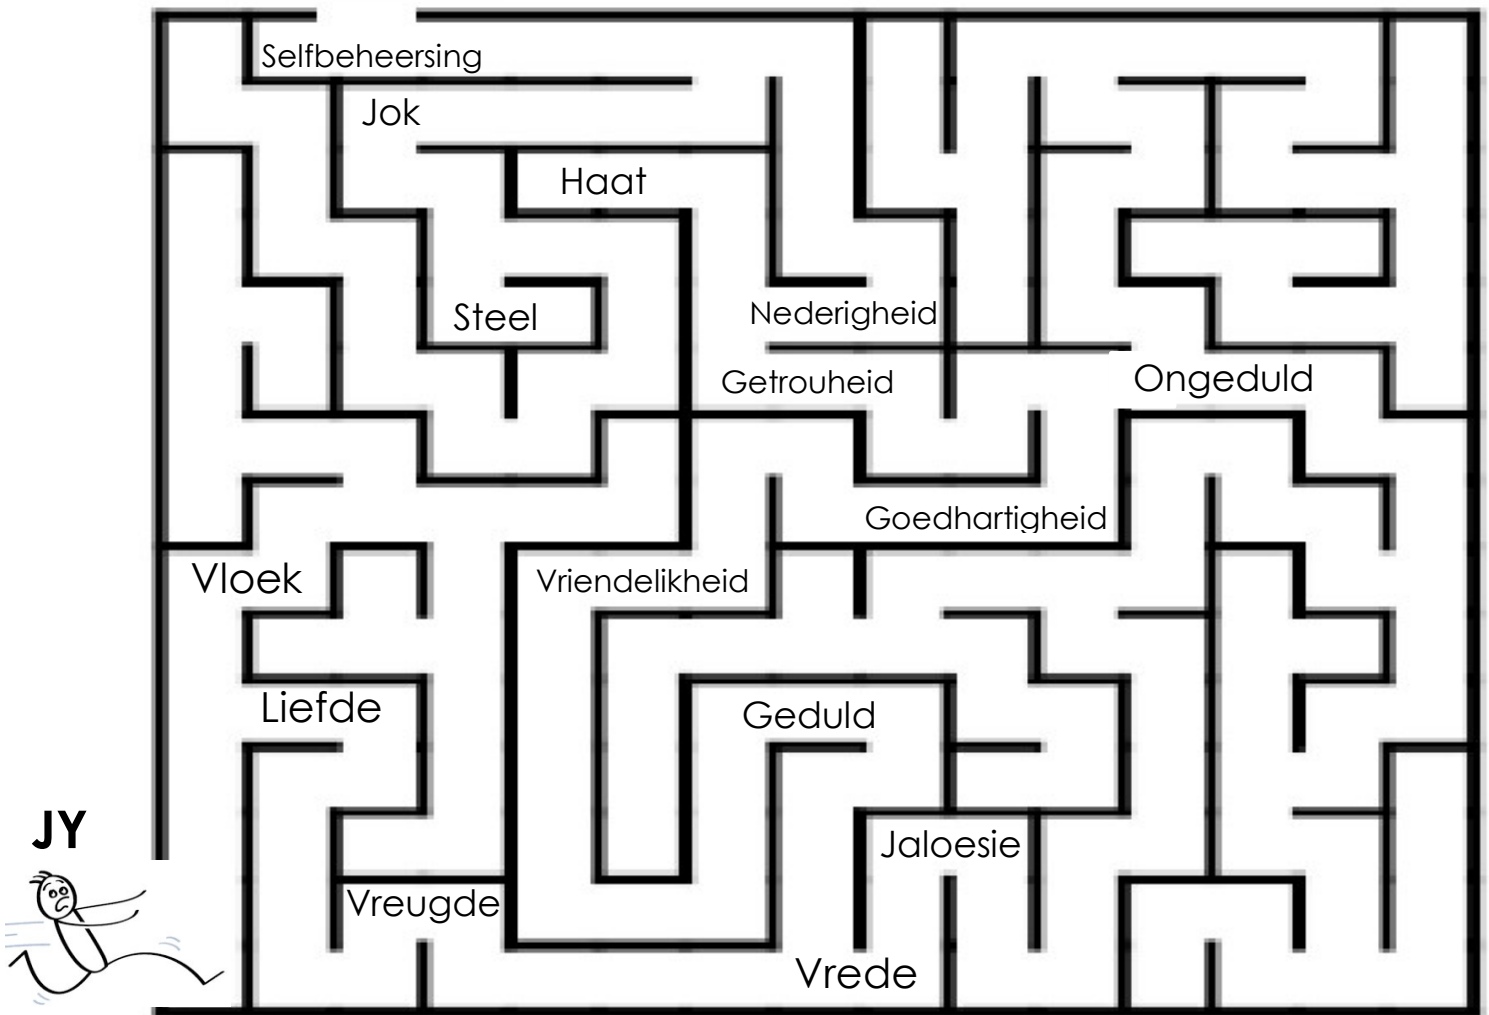 Selfbeheersing
Jok
Haat
Steel
Nederigheid
Getrouheid
Ongeduld
Goedhartigheid
Vloek
Vriendelikheid
Liefde
Geduld
JY
Jaloesie
Vreugde
Vrede